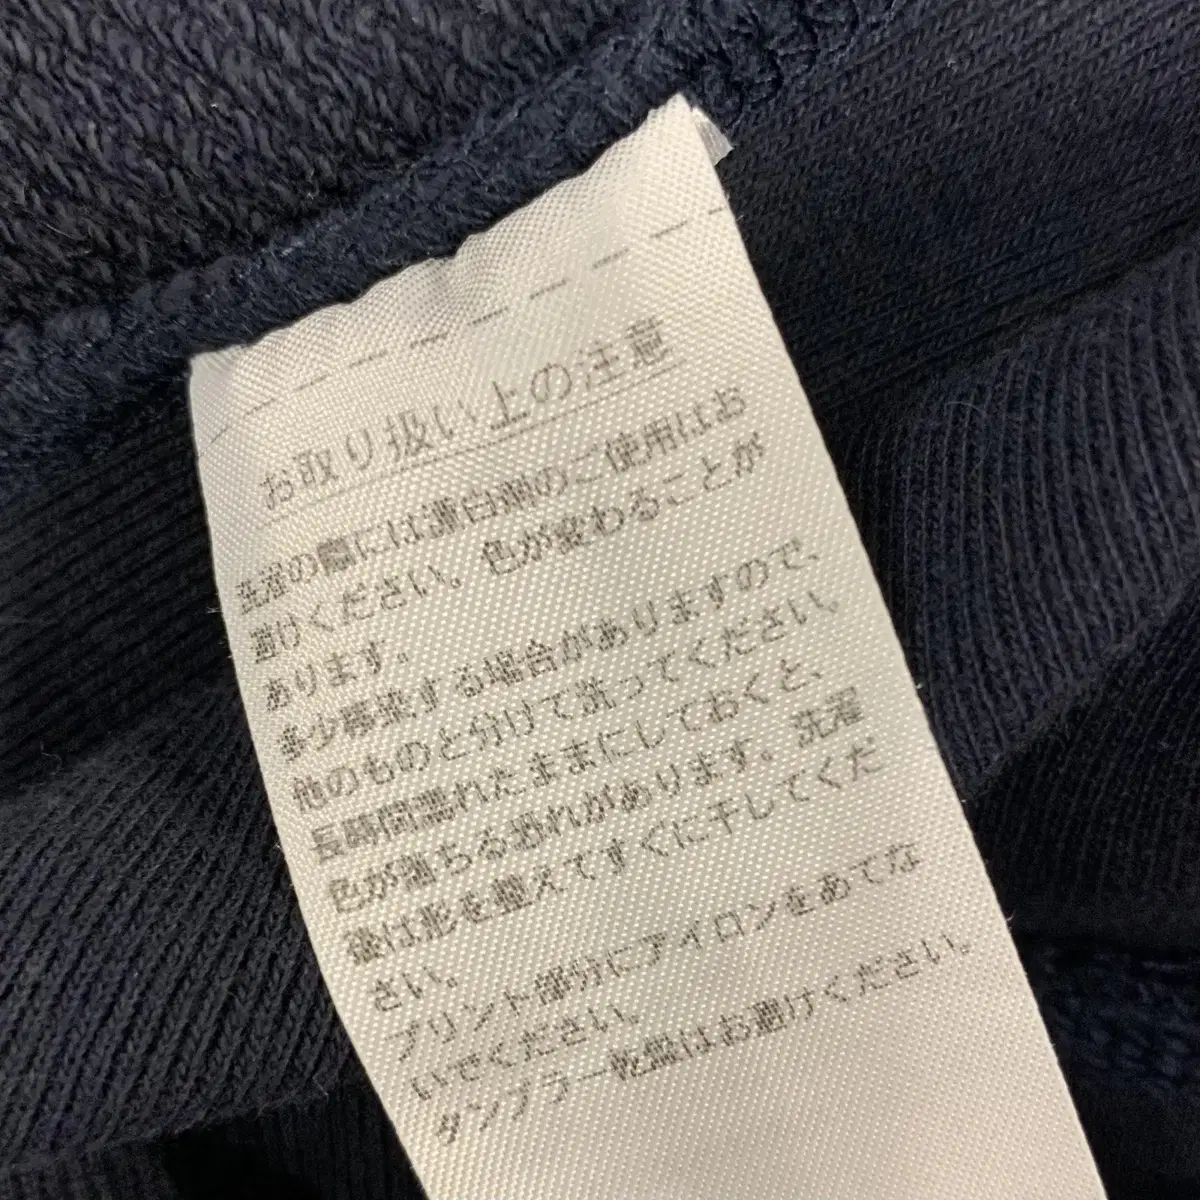 お取り扱い上の注意
洗濯の際には漂白剤のご使用はお
避けください。色が変わることが
あります。
多少移染する場合がありますので、
他のものと分けて洗ってください。
長時間濡れたままにしておくと、
色が落ちる恐れがあります。洗濯
後は形を整えてすぐに干してくだ
さい。
プリント部分にアイロンをあてな
いでください。
タンブラー乾燥はお避けください。